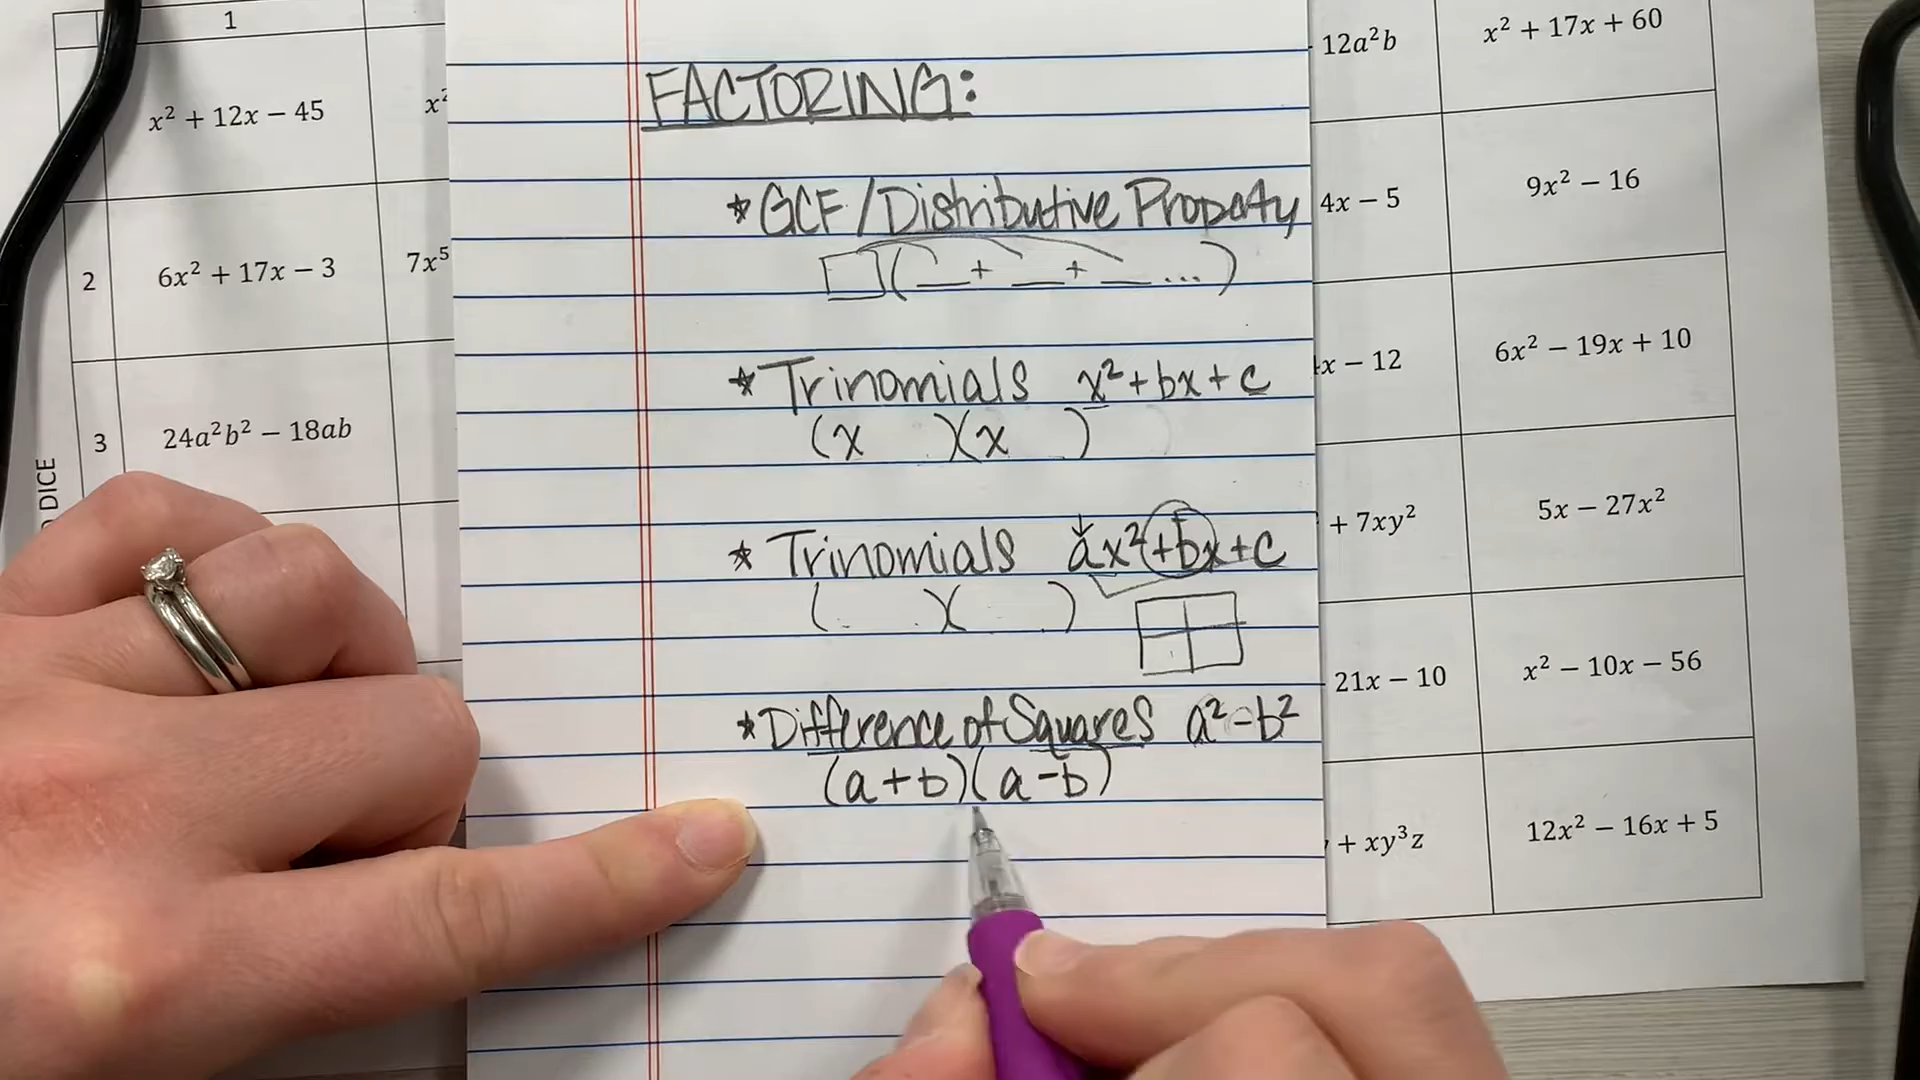 1
x² + 12x − 45
x²
2
6x² + 17x − 3
7x⁵
3
24a²b² − 18ab
DICE
FACTORING:
* GCF / Distributive Property
□(__ + __ + __ ...)
* Trinomials x² + bx + c
(x )(x )
* Trinomials ax² + bx + c
( )( )
* Difference of Squares a² − b²
(a + b)(a − b)
12a²b
x² + 17x + 60
4x − 5
9x² − 16
x − 12
6x² − 19x + 10
+ 7xy²
5x − 27x²
21x − 10
x² − 10x − 56
+ xy³z
12x² − 16x + 5